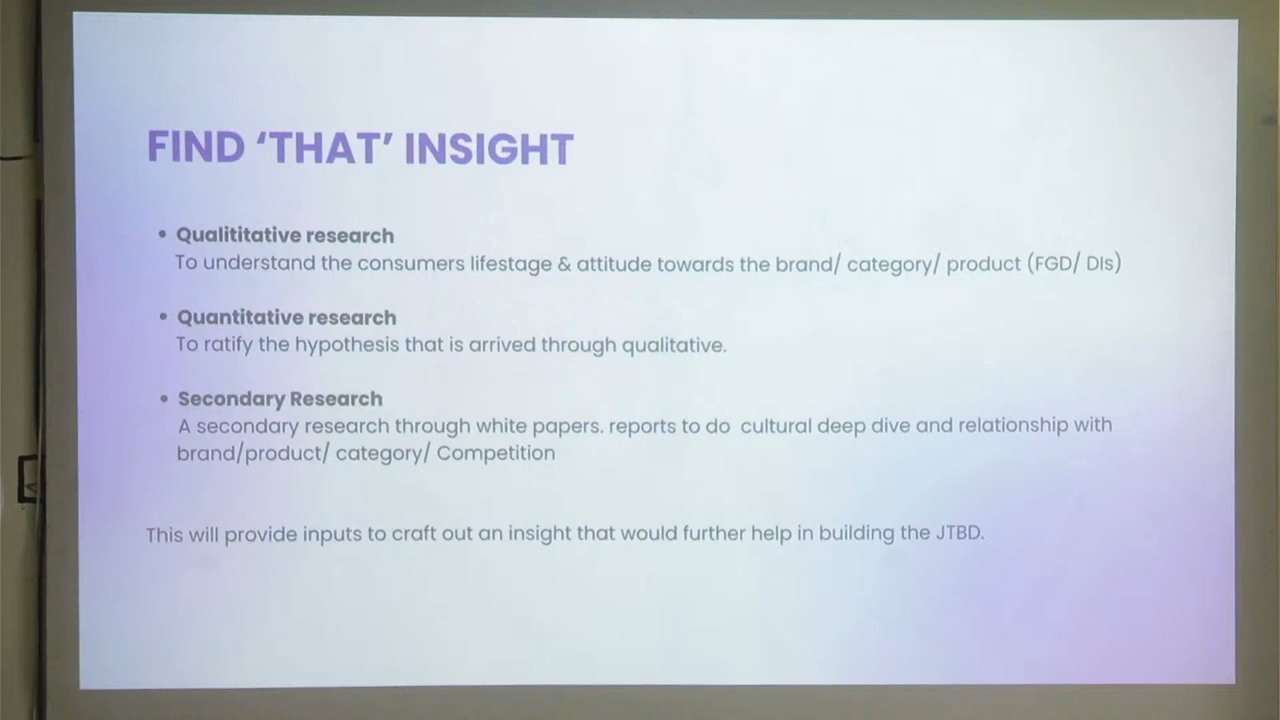 FIND ‘THAT’ INSIGHT
• Qualititative research
To understand the consumers lifestage & attitude towards the brand/ category/ product (FGD/ DIs)
• Quantitative research
To ratify the hypothesis that is arrived through qualitative.
• Secondary Research
A secondary research through white papers. reports to do  cultural deep dive and relationship with
brand/product/ category/ Competition
This will provide inputs to craft out an insight that would further help in building the JTBD.